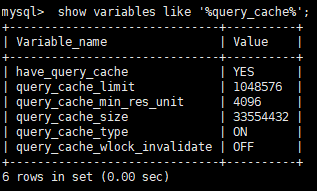 mysql>  show variables like '%query_cache%';
+------------------------------+----------+
| Variable_name                | Value    |
+------------------------------+----------+
| have_query_cache             | YES      |
| query_cache_limit            | 1048576  |
| query_cache_min_res_unit     | 4096     |
| query_cache_size             | 33554432 |
| query_cache_type             | ON       |
| query_cache_wlock_invalidate | OFF      |
+------------------------------+----------+
6 rows in set (0.00 sec)